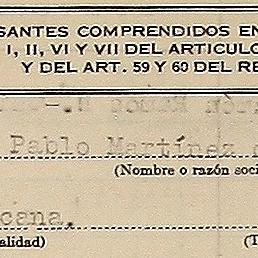 SANTES COMPRENDIDOS EN
I, II, VI Y VII DEL ARTICULO
Y DEL ART. 59 Y 60 DEL RE
Pablo Martínez
(Nombre o razón soci
cana.
alidad) (T